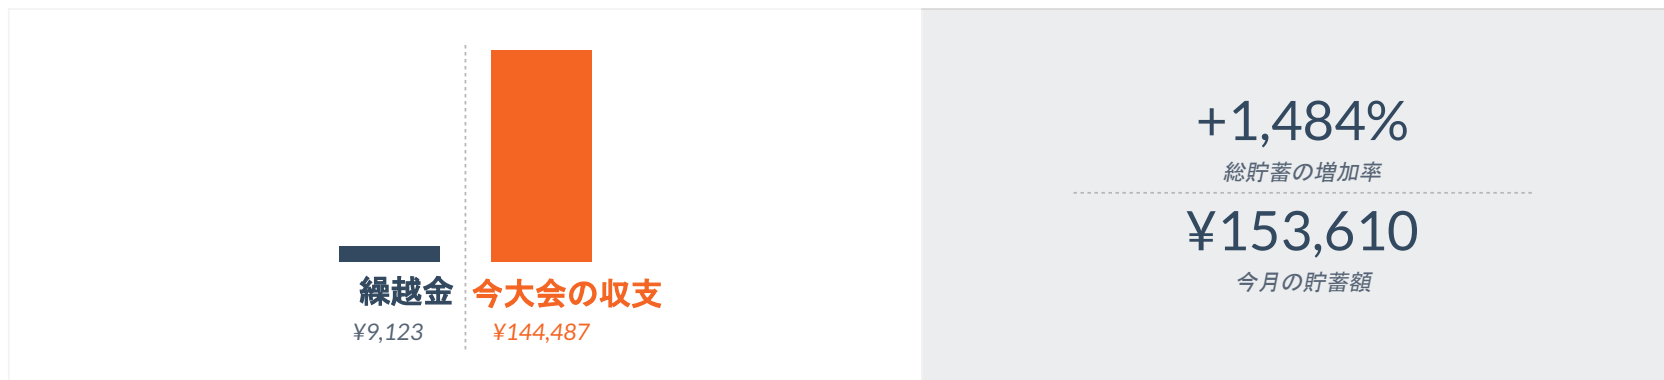 繰越金
¥9,123
今大会の収支
¥144,487
+1,484%
総貯蓄の増加率
¥153,610
今月の貯蓄額